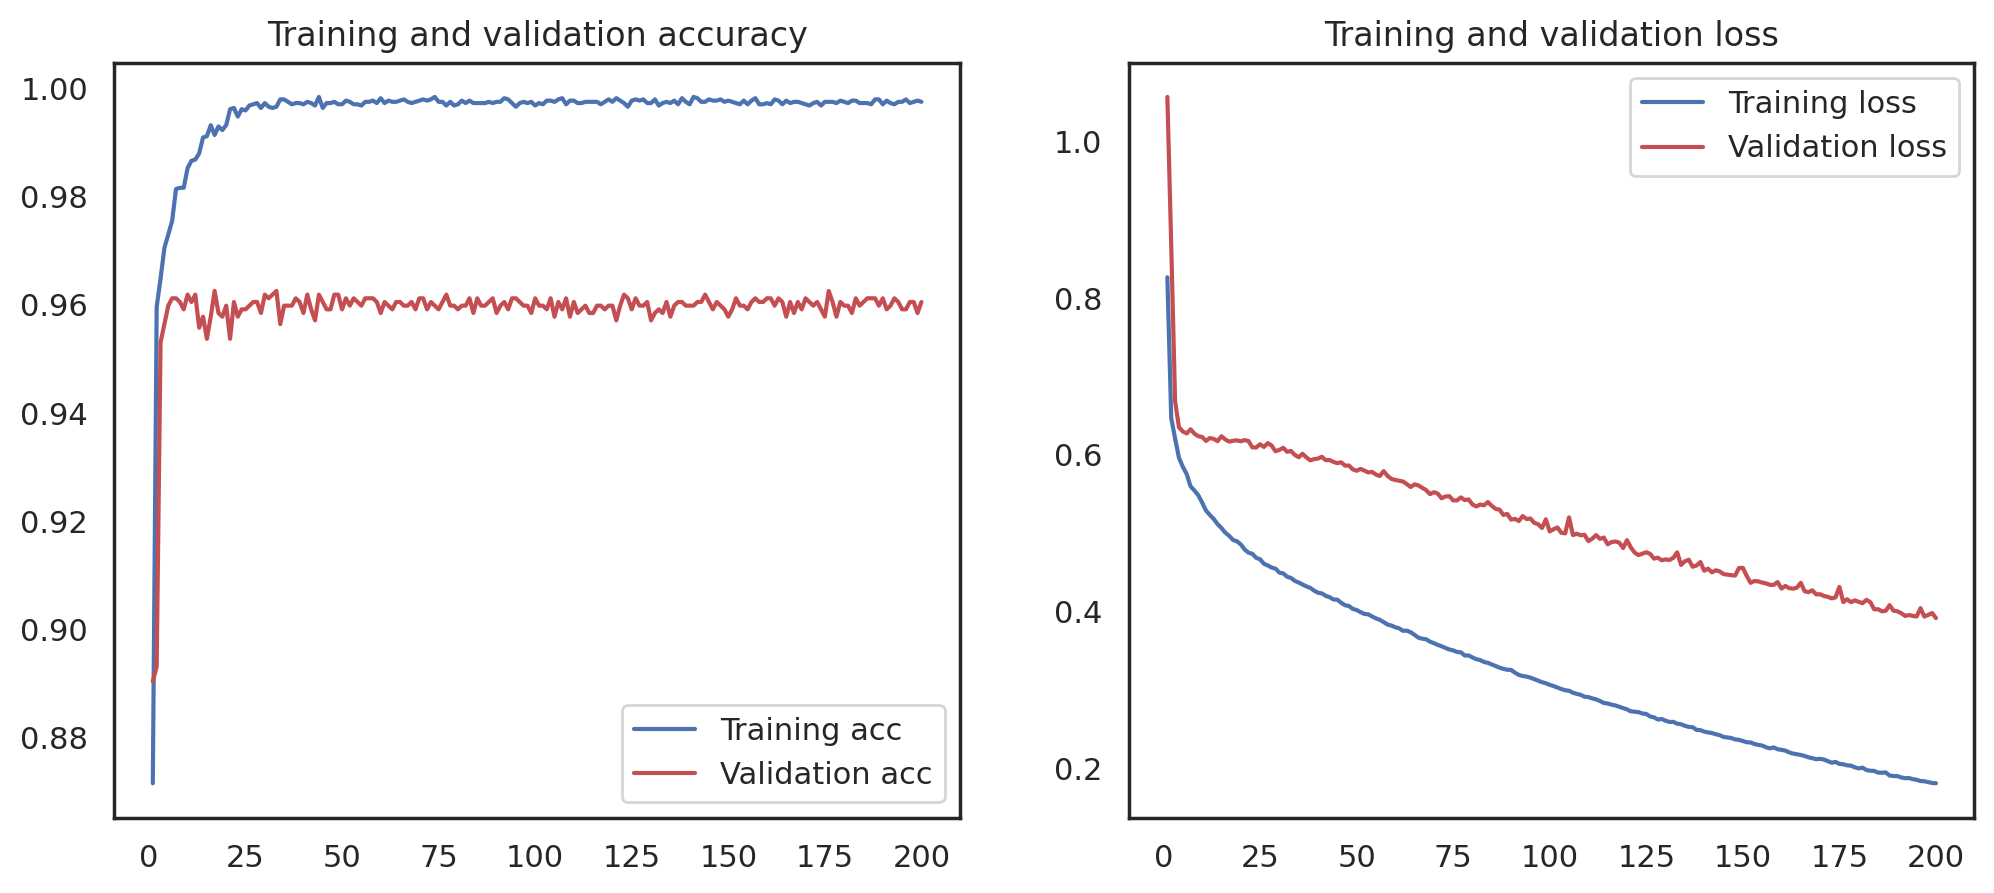 Training and validation accuracy
1.00
0.98
0.96
0.94
0.92
0.90
0.88
Training acc
Validation acc
0 25 50 75 100 125 150 175 200
Training and validation loss
1.0
0.8
0.6
0.4
0.2
Training loss
Validation loss
0 25 50 75 100 125 150 175 200